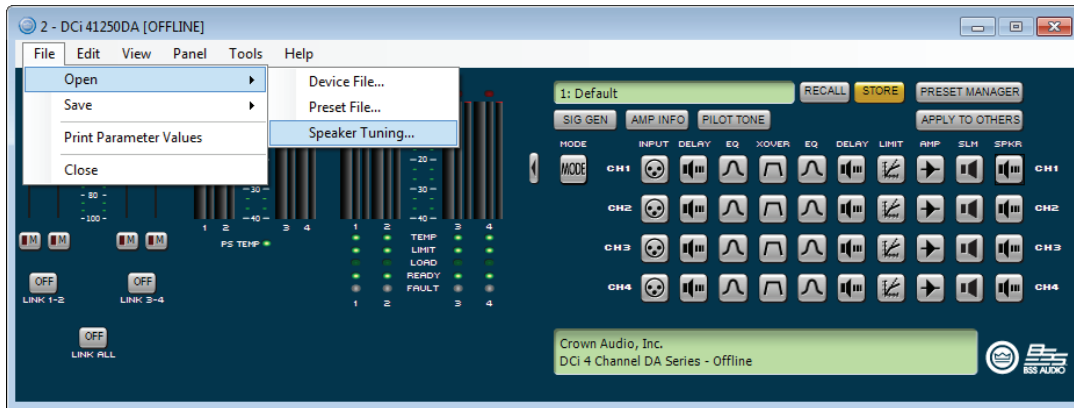 2 - DCi 41250DA [OFFLINE]
File Edit View Panel Tools Help
Open
Save
Print Parameter Values
Close
Device File...
Preset File...
Speaker Tuning...
1: Default
RECALL STORE PRESET MANAGER
SIG GEN AMP INFO PILOT TONE APPLY TO OTHERS
MODE INPUT DELAY EQ XOVER EQ DELAY LIMIT AMP SLM SPKR
MODE CH1 CH1
CH2 CH2
CH3 CH3
CH4 CH4
-20-
-80- -30- -30-
-100- -40- -40-
1 2 3 4 1 2 3 4
M M M M
PS TEMP
TEMP
LIMIT
LOAD
READY
FAULT
1 2 3 4
OFF OFF
LINK 1-2 LINK 3-4
OFF
LINK ALL
Crown Audio, Inc.
DCi 4 Channel DA Series - Offline
BSS AUDIO